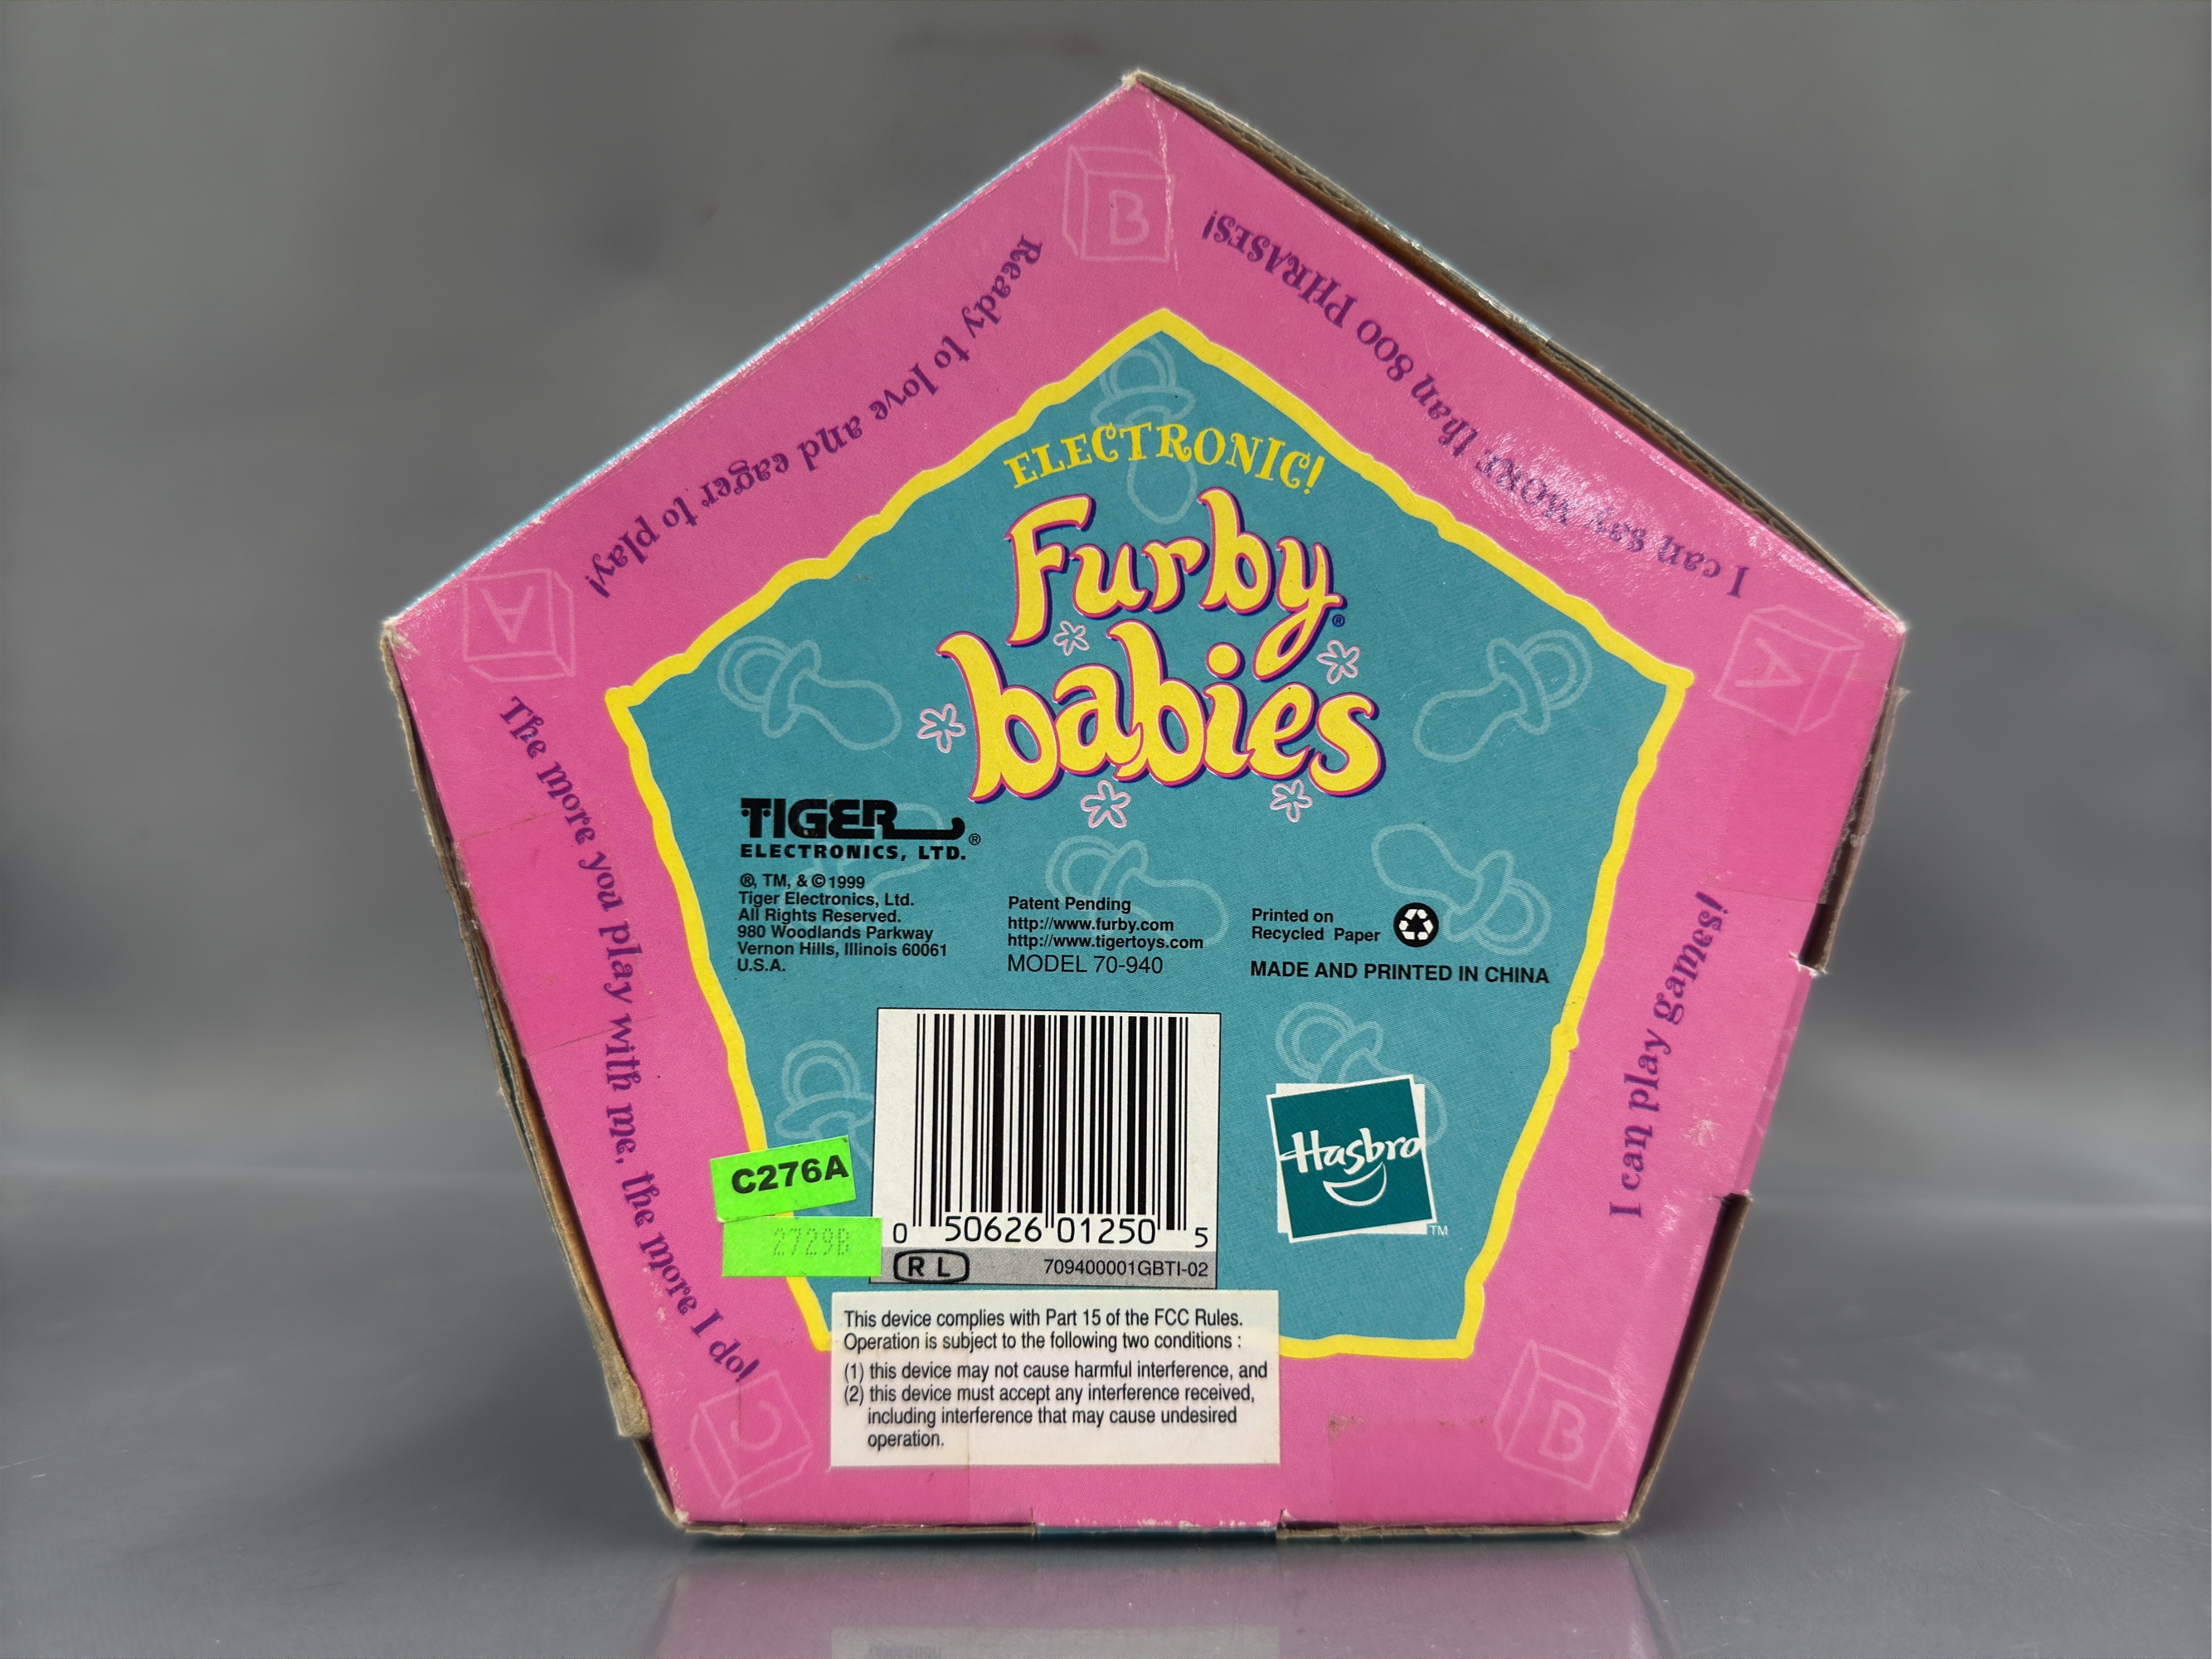 B
Ready to love and eager to play!
I can say MORE than 800 PHRASES!
A
A
ELECTRONIC!
Furby®
babies
The more you play with me, the more I do!
I can play games!
TIGER®
ELECTRONICS, LTD.
®, TM, & © 1999
Tiger Electronics, Ltd.
All Rights Reserved.
980 Woodlands Parkway
Vernon Hills, Illinois 60061
U.S.A.
Patent Pending
http://www.furby.com
http://www.tigertoys.com
MODEL 70-940
Printed on
Recycled Paper
MADE AND PRINTED IN CHINA
C276A
2729B
0 50626 01250 5
R L
709400001GBTI-02
Hasbro
TM
This device complies with Part 15 of the FCC Rules.
Operation is subject to the following two conditions :
(1) this device may not cause harmful interference, and
(2) this device must accept any interference received,
including interference that may cause undesired
operation.
C
B